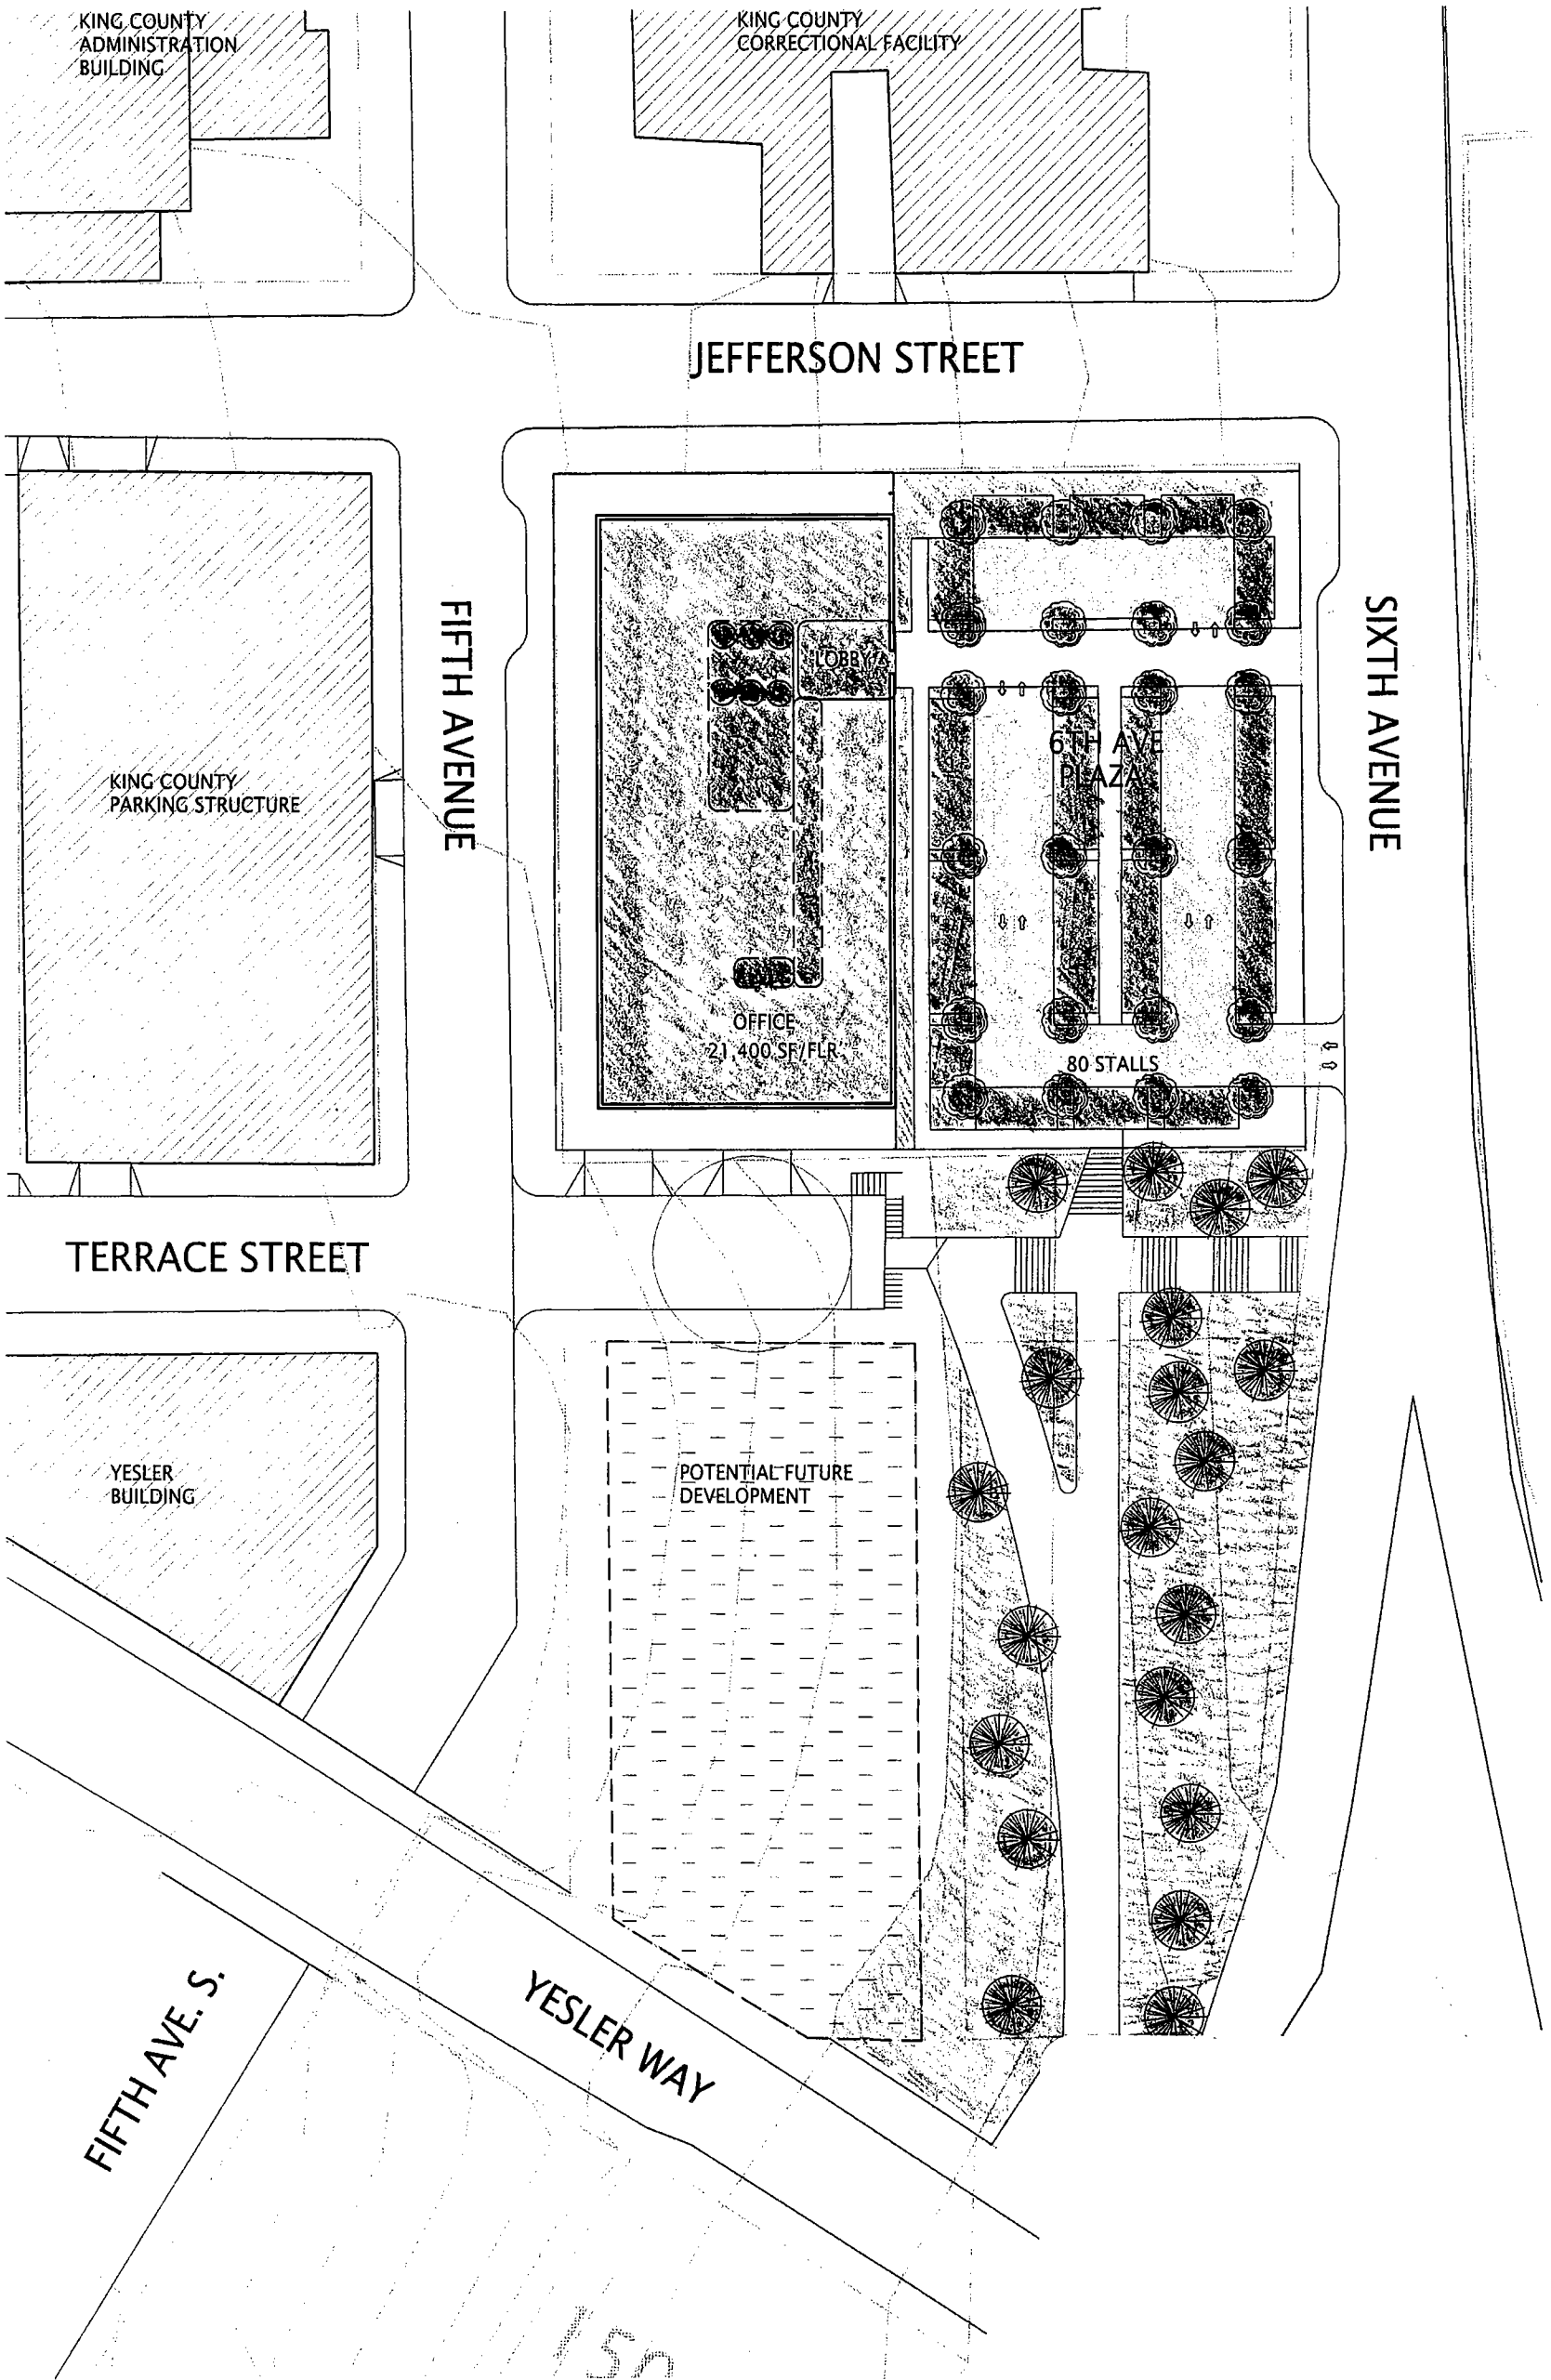 KING COUNTY
ADMINISTRATION
BUILDING
KING COUNTY
CORRECTIONAL FACILITY
JEFFERSON STREET
FIFTH AVENUE
SIXTH AVENUE
LOBBY
6TH AVE
PLAZA
KING COUNTY
PARKING STRUCTURE
OFFICE
21,400 SF/FLR
80 STALLS
TERRACE STREET
YESLER
BUILDING
POTENTIAL FUTURE
DEVELOPMENT
YESLER WAY
FIFTH AVE. S.
150